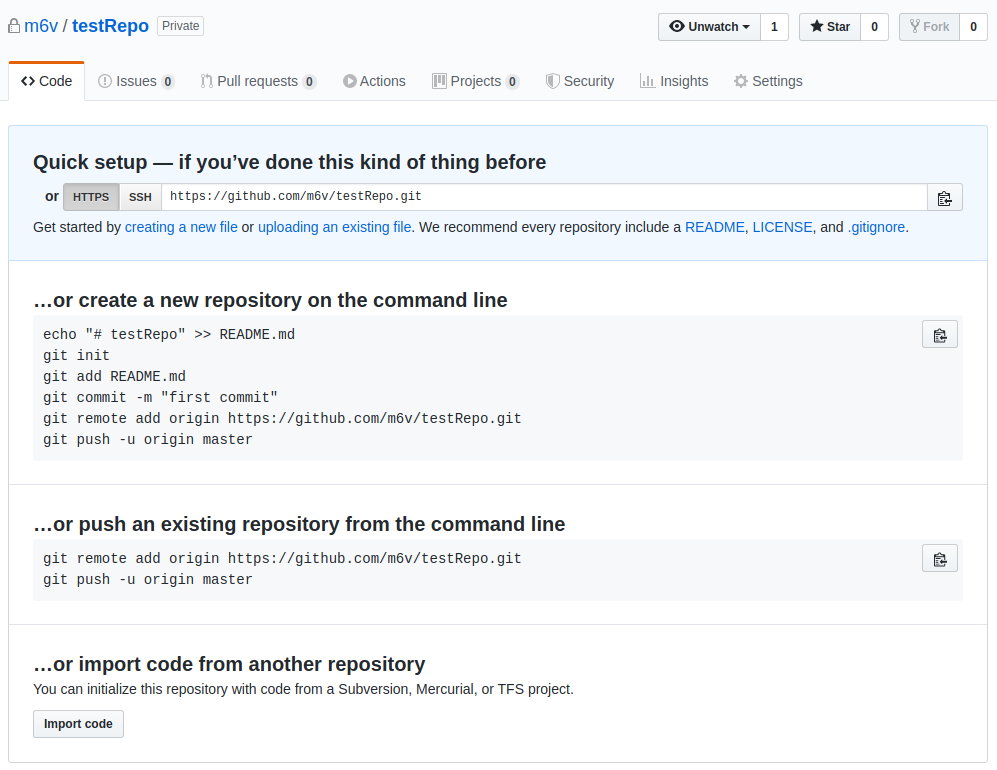 m6v / testRepo Private Unwatch 1 Star 0 Fork 0
Code Issues 0 Pull requests 0 Actions Projects 0 Security Insights Settings
Quick setup — if you’ve done this kind of thing before
or HTTPS SSH https://github.com/m6v/testRepo.git
Get started by creating a new file or uploading an existing file. We recommend every repository include a README, LICENSE, and .gitignore.
…or create a new repository on the command line
echo "# testRepo" >> README.md
git init
git add README.md
git commit -m "first commit"
git remote add origin https://github.com/m6v/testRepo.git
git push -u origin master
…or push an existing repository from the command line
git remote add origin https://github.com/m6v/testRepo.git
git push -u origin master
…or import code from another repository
You can initialize this repository with code from a Subversion, Mercurial, or TFS project.
Import code